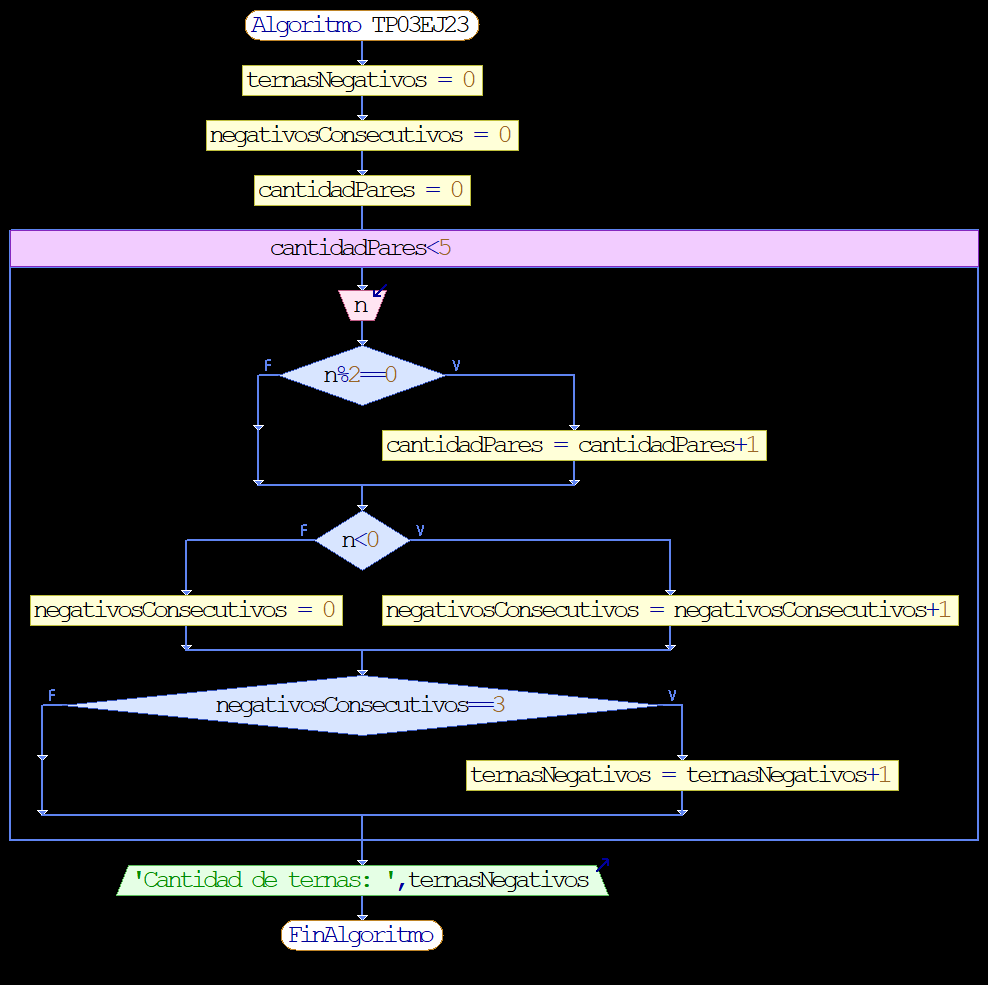 Algoritmo TP03EJ23
ternasNegativos = 0
negativosConsecutivos = 0
cantidadPares = 0
cantidadPares<5
n
n%2==0
F
V
cantidadPares = cantidadPares+1
n<0
F
V
negativosConsecutivos = 0
negativosConsecutivos = negativosConsecutivos+1
negativosConsecutivos==3
F
V
ternasNegativos = ternasNegativos+1
'Cantidad de ternas: ',ternasNegativos
FinAlgoritmo